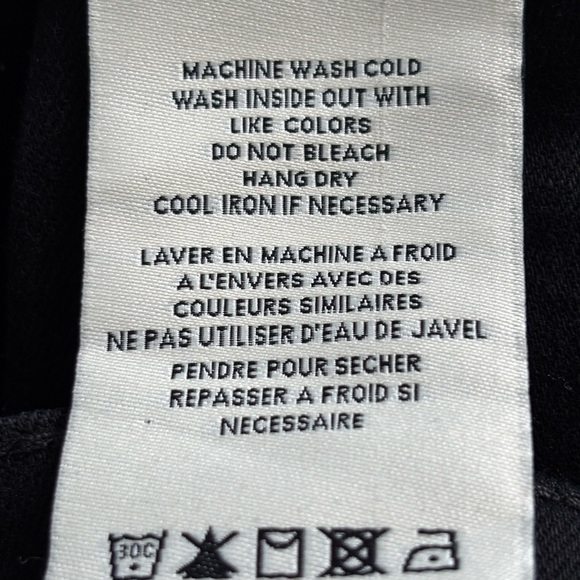 MACHINE WASH COLD
WASH INSIDE OUT WITH
LIKE COLORS
DO NOT BLEACH
HANG DRY
COOL IRON IF NECESSARY
LAVER EN MACHINE A FROID
A L'ENVERS AVEC DES
COULEURS SIMILAIRES
NE PAS UTILISER D'EAU DE JAVEL
PENDRE POUR SECHER
REPASSER A FROID SI
NECESSAIRE
30C